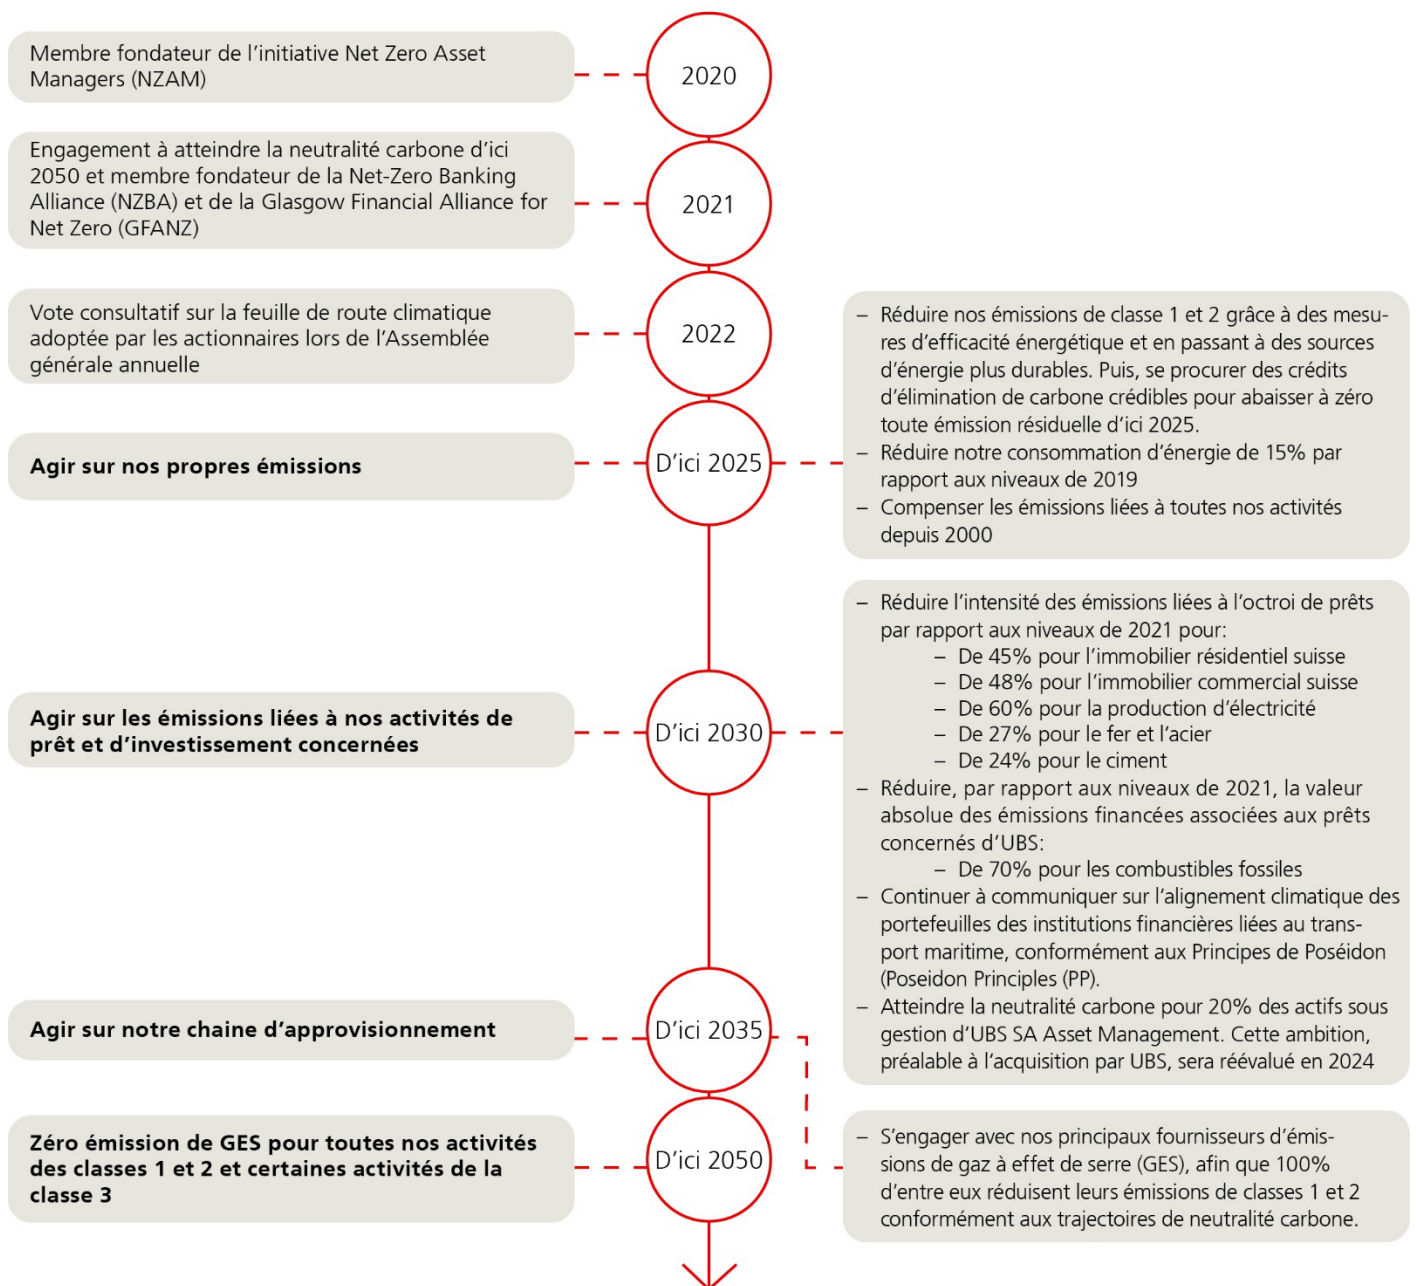 Membre fondateur de l’initiative Net Zero Asset
Managers (NZAM)
2020
Engagement à atteindre la neutralité carbone d’ici
2050 et membre fondateur de la Net-Zero Banking
Alliance (NZBA) et de la Glasgow Financial Alliance for
Net Zero (GFANZ)
2021
Vote consultatif sur la feuille de route climatique
adoptée par les actionnaires lors de l’Assemblée
générale annuelle
2022
Agir sur nos propres émissions
D’ici 2025
– Réduire nos émissions de classe 1 et 2 grâce à des mesu-
res d’efficacité énergétique et en passant à des sources
d’énergie plus durables. Puis, se procurer des crédits
d’élimination de carbone crédibles pour abaisser à zéro
toute émission résiduelle d’ici 2025.
– Réduire notre consommation d’énergie de 15% par
rapport aux niveaux de 2019
– Compenser les émissions liées à toutes nos activités
depuis 2000
Agir sur les émissions liées à nos activités de
prêt et d’investissement concernées
D’ici 2030
– Réduire l’intensité des émissions liées à l’octroi de prêts
par rapport aux niveaux de 2021 pour:
– De 45% pour l’immobilier résidentiel suisse
– De 48% pour l’immobilier commercial suisse
– De 60% pour la production d’électricité
– De 27% pour le fer et l’acier
– De 24% pour le ciment
– Réduire, par rapport aux niveaux de 2021, la valeur
absolue des émissions financées associées aux prêts
concernés d’UBS:
– De 70% pour les combustibles fossiles
– Continuer à communiquer sur l’alignement climatique des
portefeuilles des institutions financières liées au trans-
port maritime, conformément aux Principes de Poséidon
(Poseidon Principles (PP).
– Atteindre la neutralité carbone pour 20% des actifs sous
gestion d’UBS SA Asset Management. Cette ambition,
préalable à l’acquisition par UBS, sera réévalué en 2024
Agir sur notre chaine d’approvisionnement
D’ici 2035
– S’engager avec nos principaux fournisseurs d’émis-
sions de gaz à effet de serre (GES), afin que 100%
d’entre eux réduisent leurs émissions de classes 1 et 2
conformément aux trajectoires de neutralité carbone.
Zéro émission de GES pour toutes nos activités
des classes 1 et 2 et certaines activités de la
classe 3
D’ici 2050